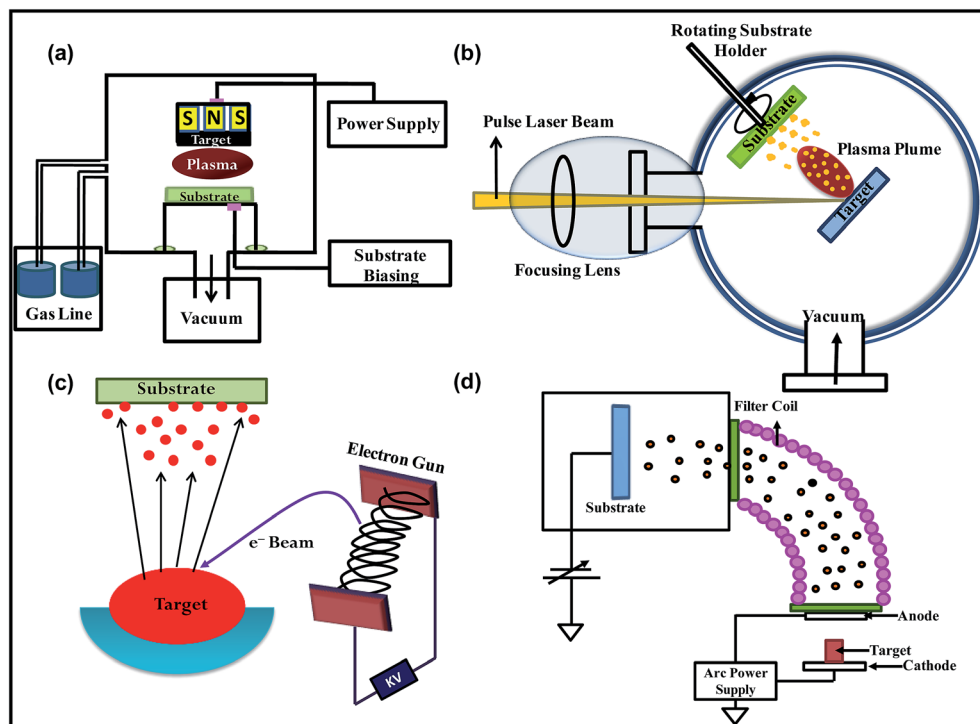 (a)
S N S
Target
Plasma
Substrate
Power Supply
Substrate
Biasing
Gas Line
Vacuum
(b)
Rotating Substrate
Holder
Pulse Laser Beam
Substrate
Plasma Plume
Target
Focusing Lens
Vacuum
(c)
Substrate
Electron Gun
e⁻ Beam
Target
KV
(d)
Filter Coil
Substrate
Anode
Target
Cathode
Arc Power
Supply